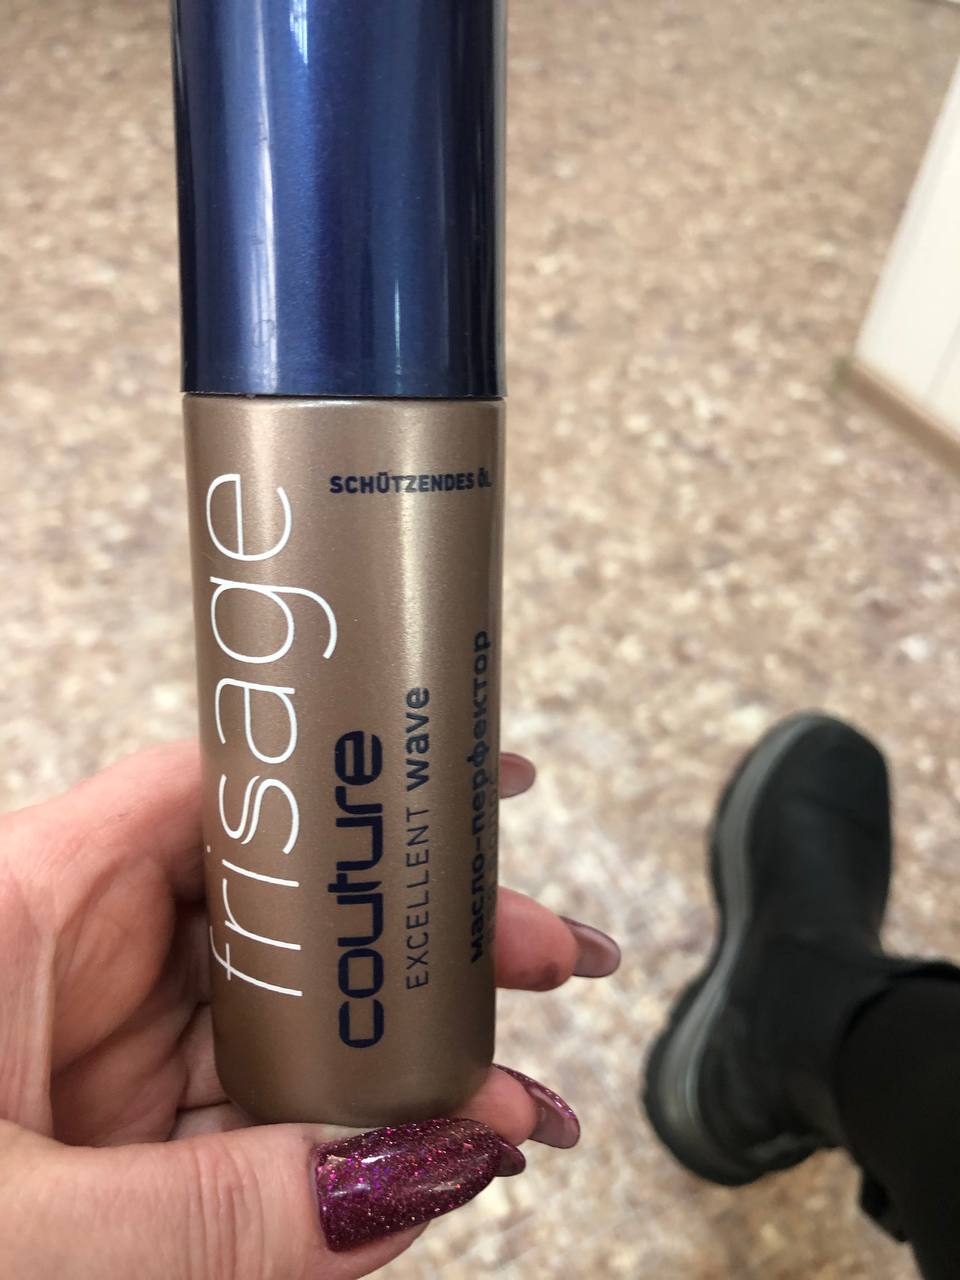 SCHÜTZENDES ÖL
frisage
couture
EXCELLENT wave
масло-перфектор